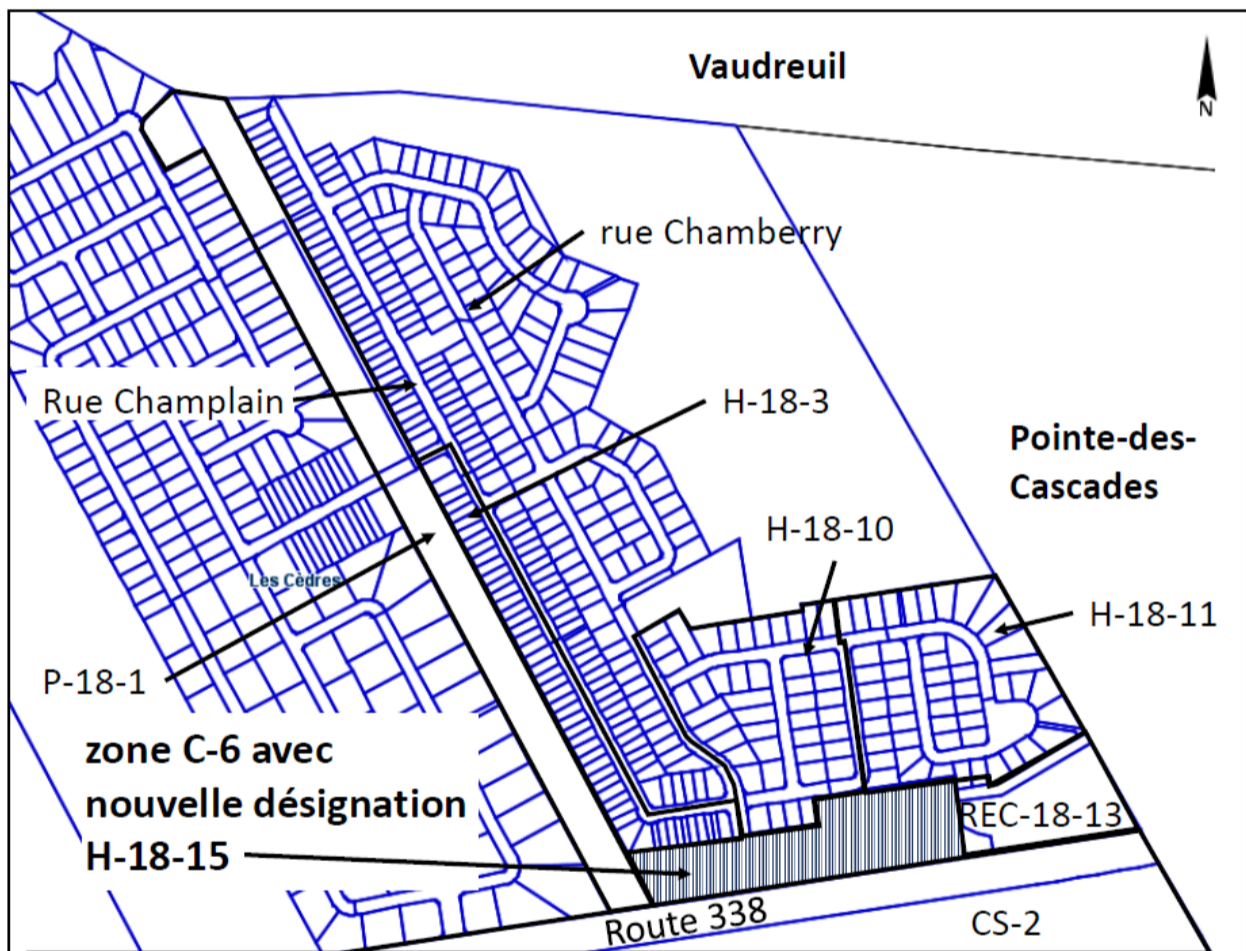 Vaudreuil
N
rue Chamberry
Rue Champlain
H-18-3
Pointe-des-
Cascades
H-18-10
Les Cèdres
H-18-11
P-18-1
zone C-6 avec
nouvelle désignation
H-18-15
REC-18-13
Route 338
CS-2